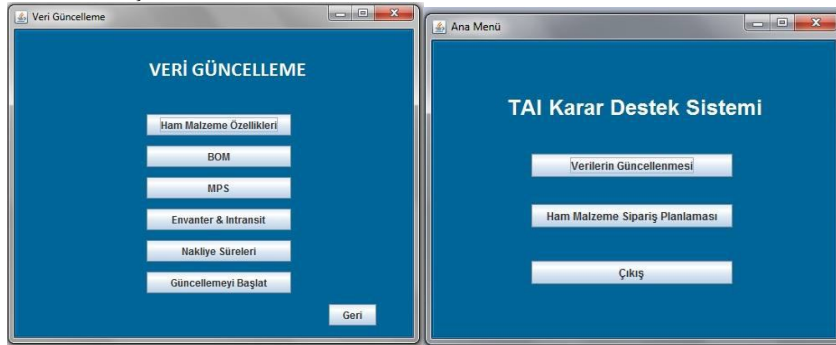 Veri Güncelleme
VERİ GÜNCELLEME
Ham Malzeme Özellikleri
BOM
MPS
Envanter & Intransit
Nakliye Süreleri
Güncellemeyi Başlat
Geri
Ana Menü
TAI Karar Destek Sistemi
Verilerin Güncellenmesi
Ham Malzeme Sipariş Planlaması
Çıkış